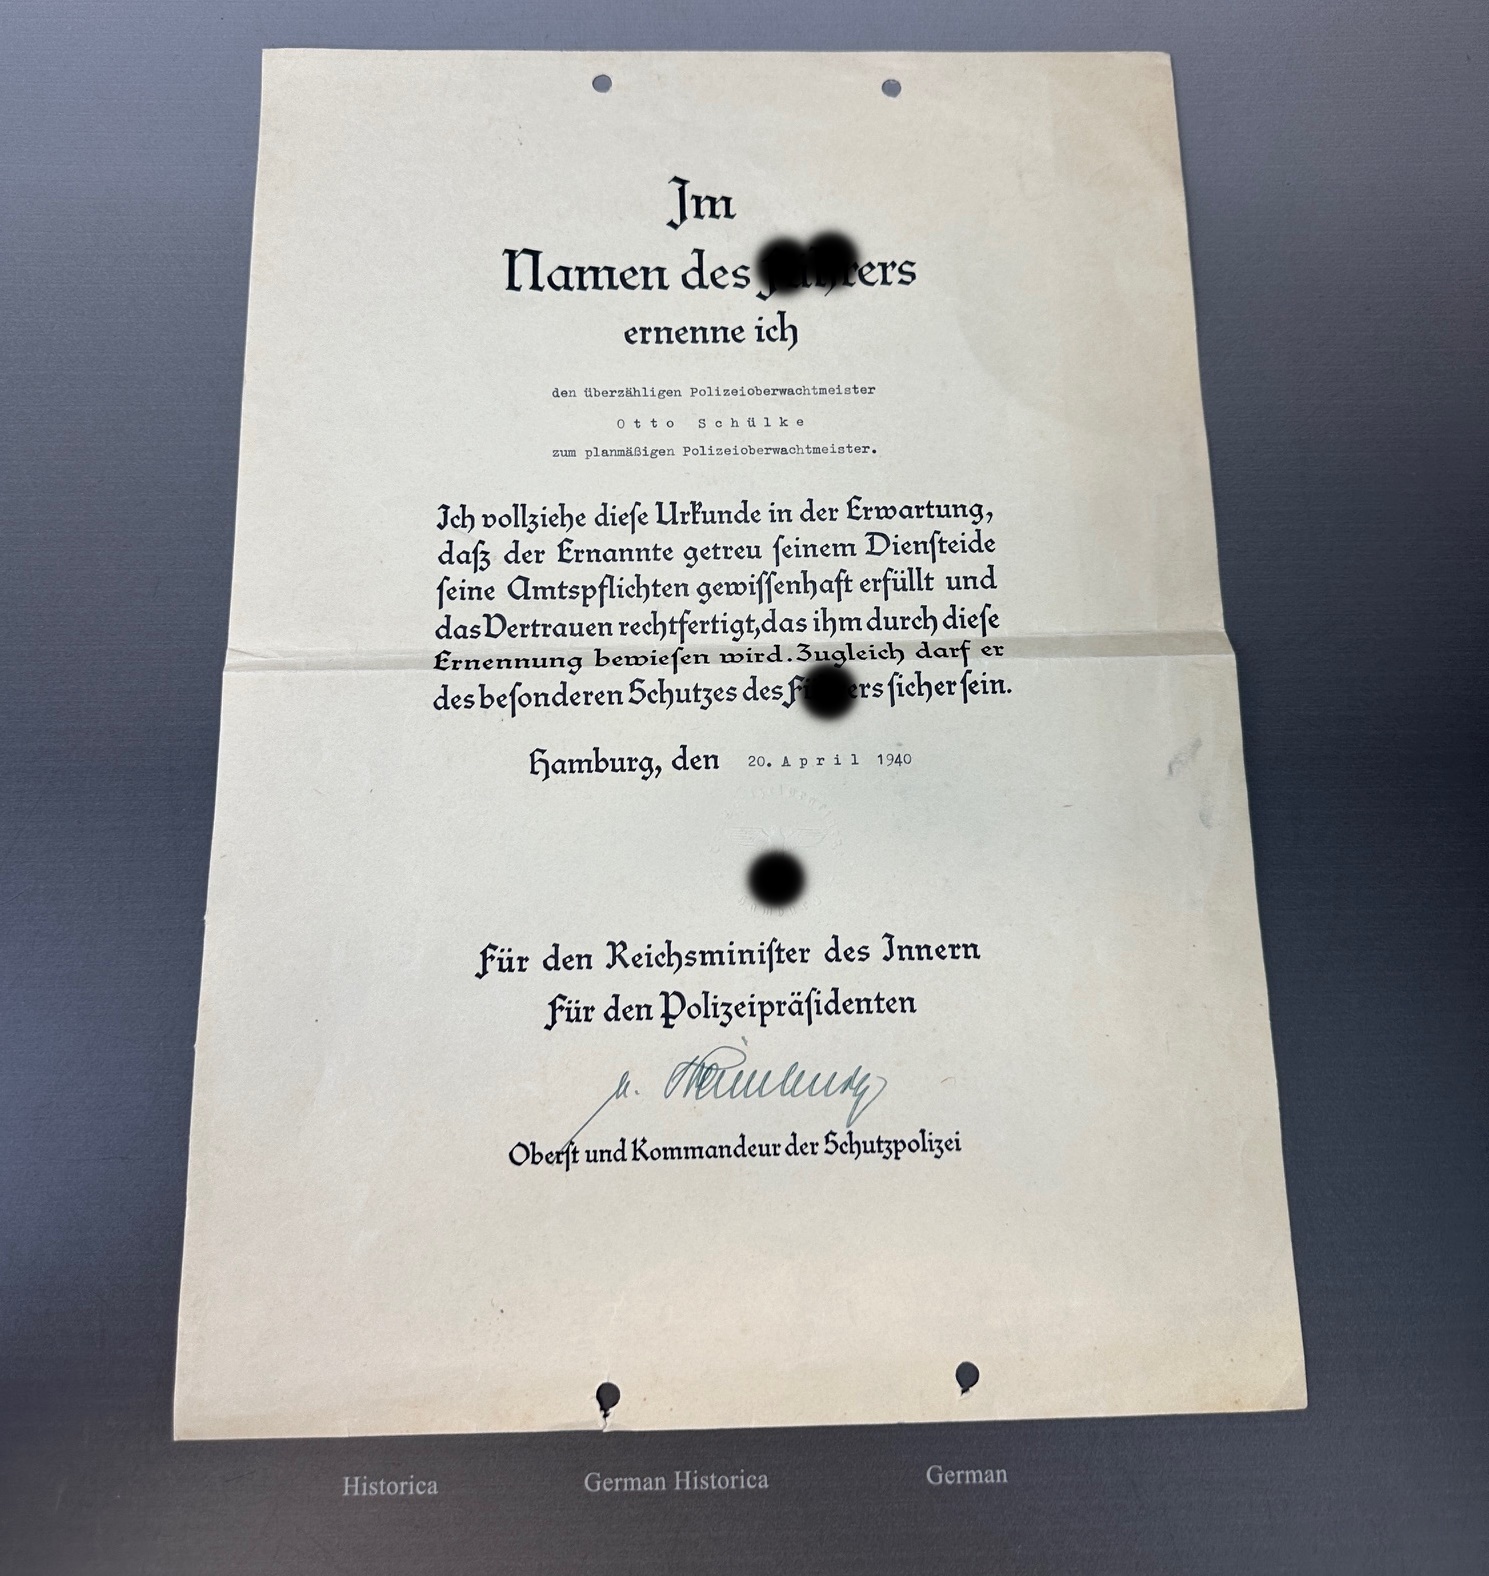 Im
Namen des
ernenne ich
den überzähligen Polizeioberwachtmeister
Otto Schülke
zum planmäßigen Polizeioberwachtmeister.
Ich vollziehe dieſe Urkunde in der Erwartung,
daß der Ernannte getreu ſeinem Dienſteide
ſeine Amtspflichten gewiſſenhaft erfüllt und
das Vertrauen rechtfertigt, das ihm durch dieſe
Ernennung bewieſen wird. Zugleich darf er
des beſonderen Schutzes des ſicher ſein.
Hamburg, den 20. April 1940
Für den Reichsminiſter des Innern
Für den Polizeipräſidenten
Oberſt und Kommandeur der Schutzpolizei
Historica German Historica German